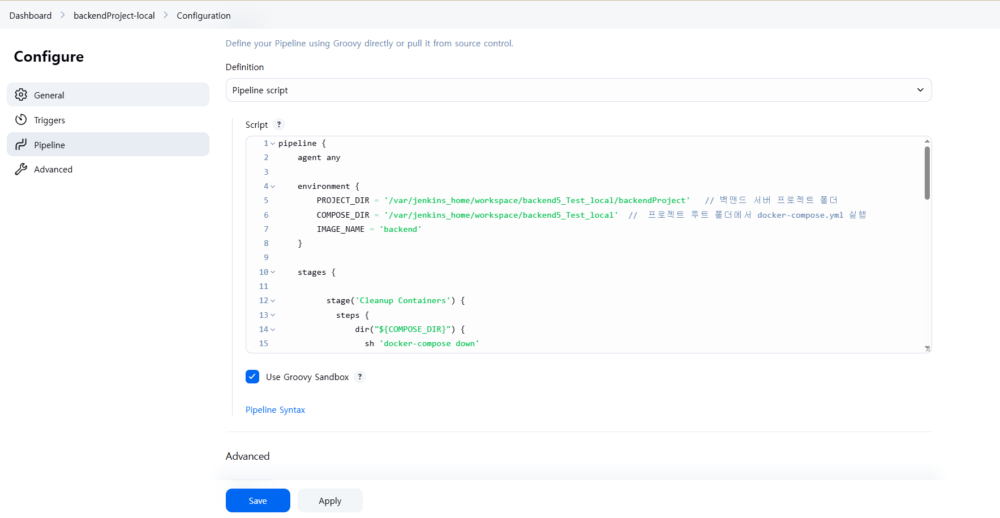 Dashboard > backendProject-local > Configuration
Configure
General
Triggers
Pipeline
Advanced
Define your Pipeline using Groovy directly or pull it from source control.
Definition
Pipeline script
Script ?
1 pipeline {
2 agent any
3
4 environment {
5 PROJECT_DIR = '/var/jenkins_home/workspace/backend5_Test_local/backendProject' // 백앤드 서버 프로젝트 폴더
6 COMPOSE_DIR = '/var/jenkins_home/workspace/backend5_Test_local' // 프로젝트 루트 폴더에서 docker-compose.yml 실행
7 IMAGE_NAME = 'backend'
8 }
9
10 stages {
11
12 stage('Cleanup Containers') {
13 steps {
14 dir("${COMPOSE_DIR}") {
15 sh 'docker-compose down'
Use Groovy Sandbox ?
Pipeline Syntax
Advanced
Save
Apply